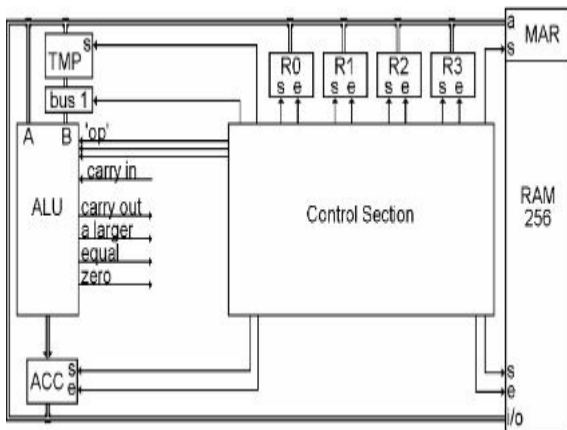 a
MAR
s
s
TMP
R0
R1
R2
R3
s e
s e
s e
s e
bus 1
A
B
'op'
carry in
ALU
carry out
a larger
equal
zero
Control Section
RAM
256
ACC
s
e
s
e
i/o